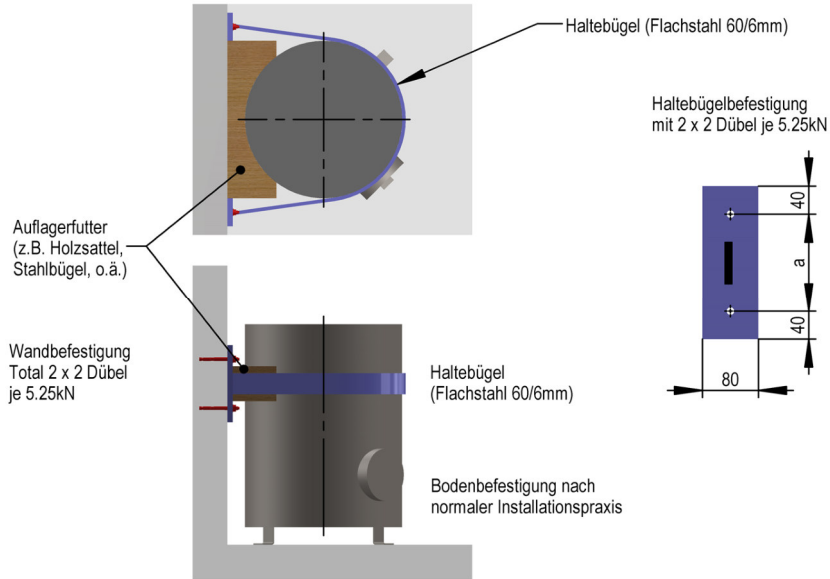 Haltebügel (Flachstahl 60/6mm)
Haltebügelbefestigung
mit 2 x 2 Dübel je 5.25kN
40
a
40
80
Auflagerfutter
(z.B. Holzsattel,
Stahlbügel, o.ä.)
Wandbefestigung
Total 2 x 2 Dübel
je 5.25kN
Haltebügel
(Flachstahl 60/6mm)
Bodenbefestigung nach
normaler Installationspraxis